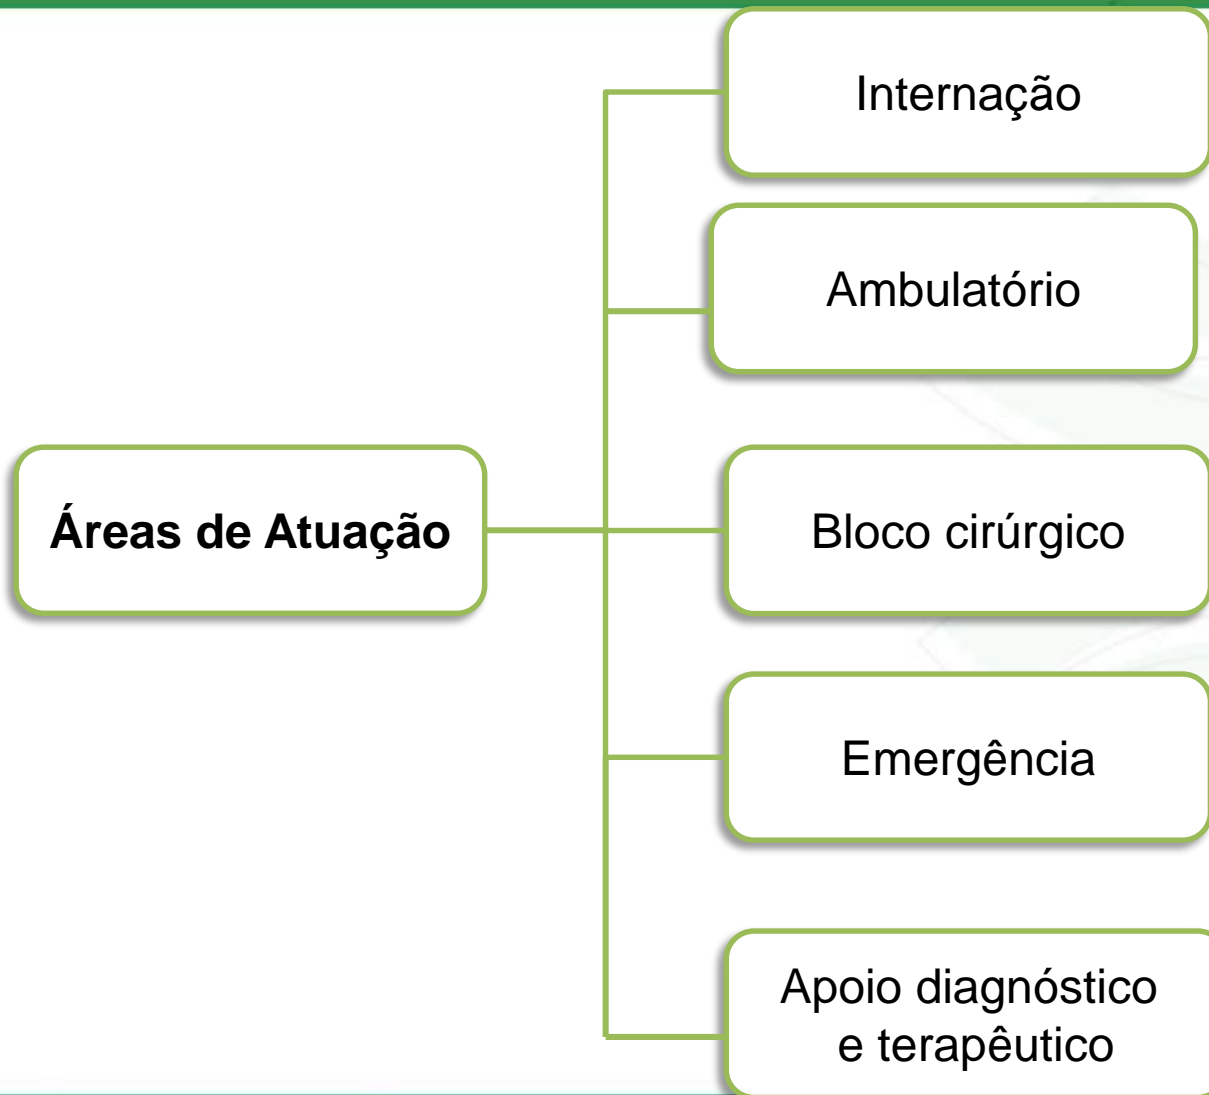 Internação
Ambulatório
Áreas de Atuação
Bloco cirúrgico
Emergência
Apoio diagnóstico
e terapêutico